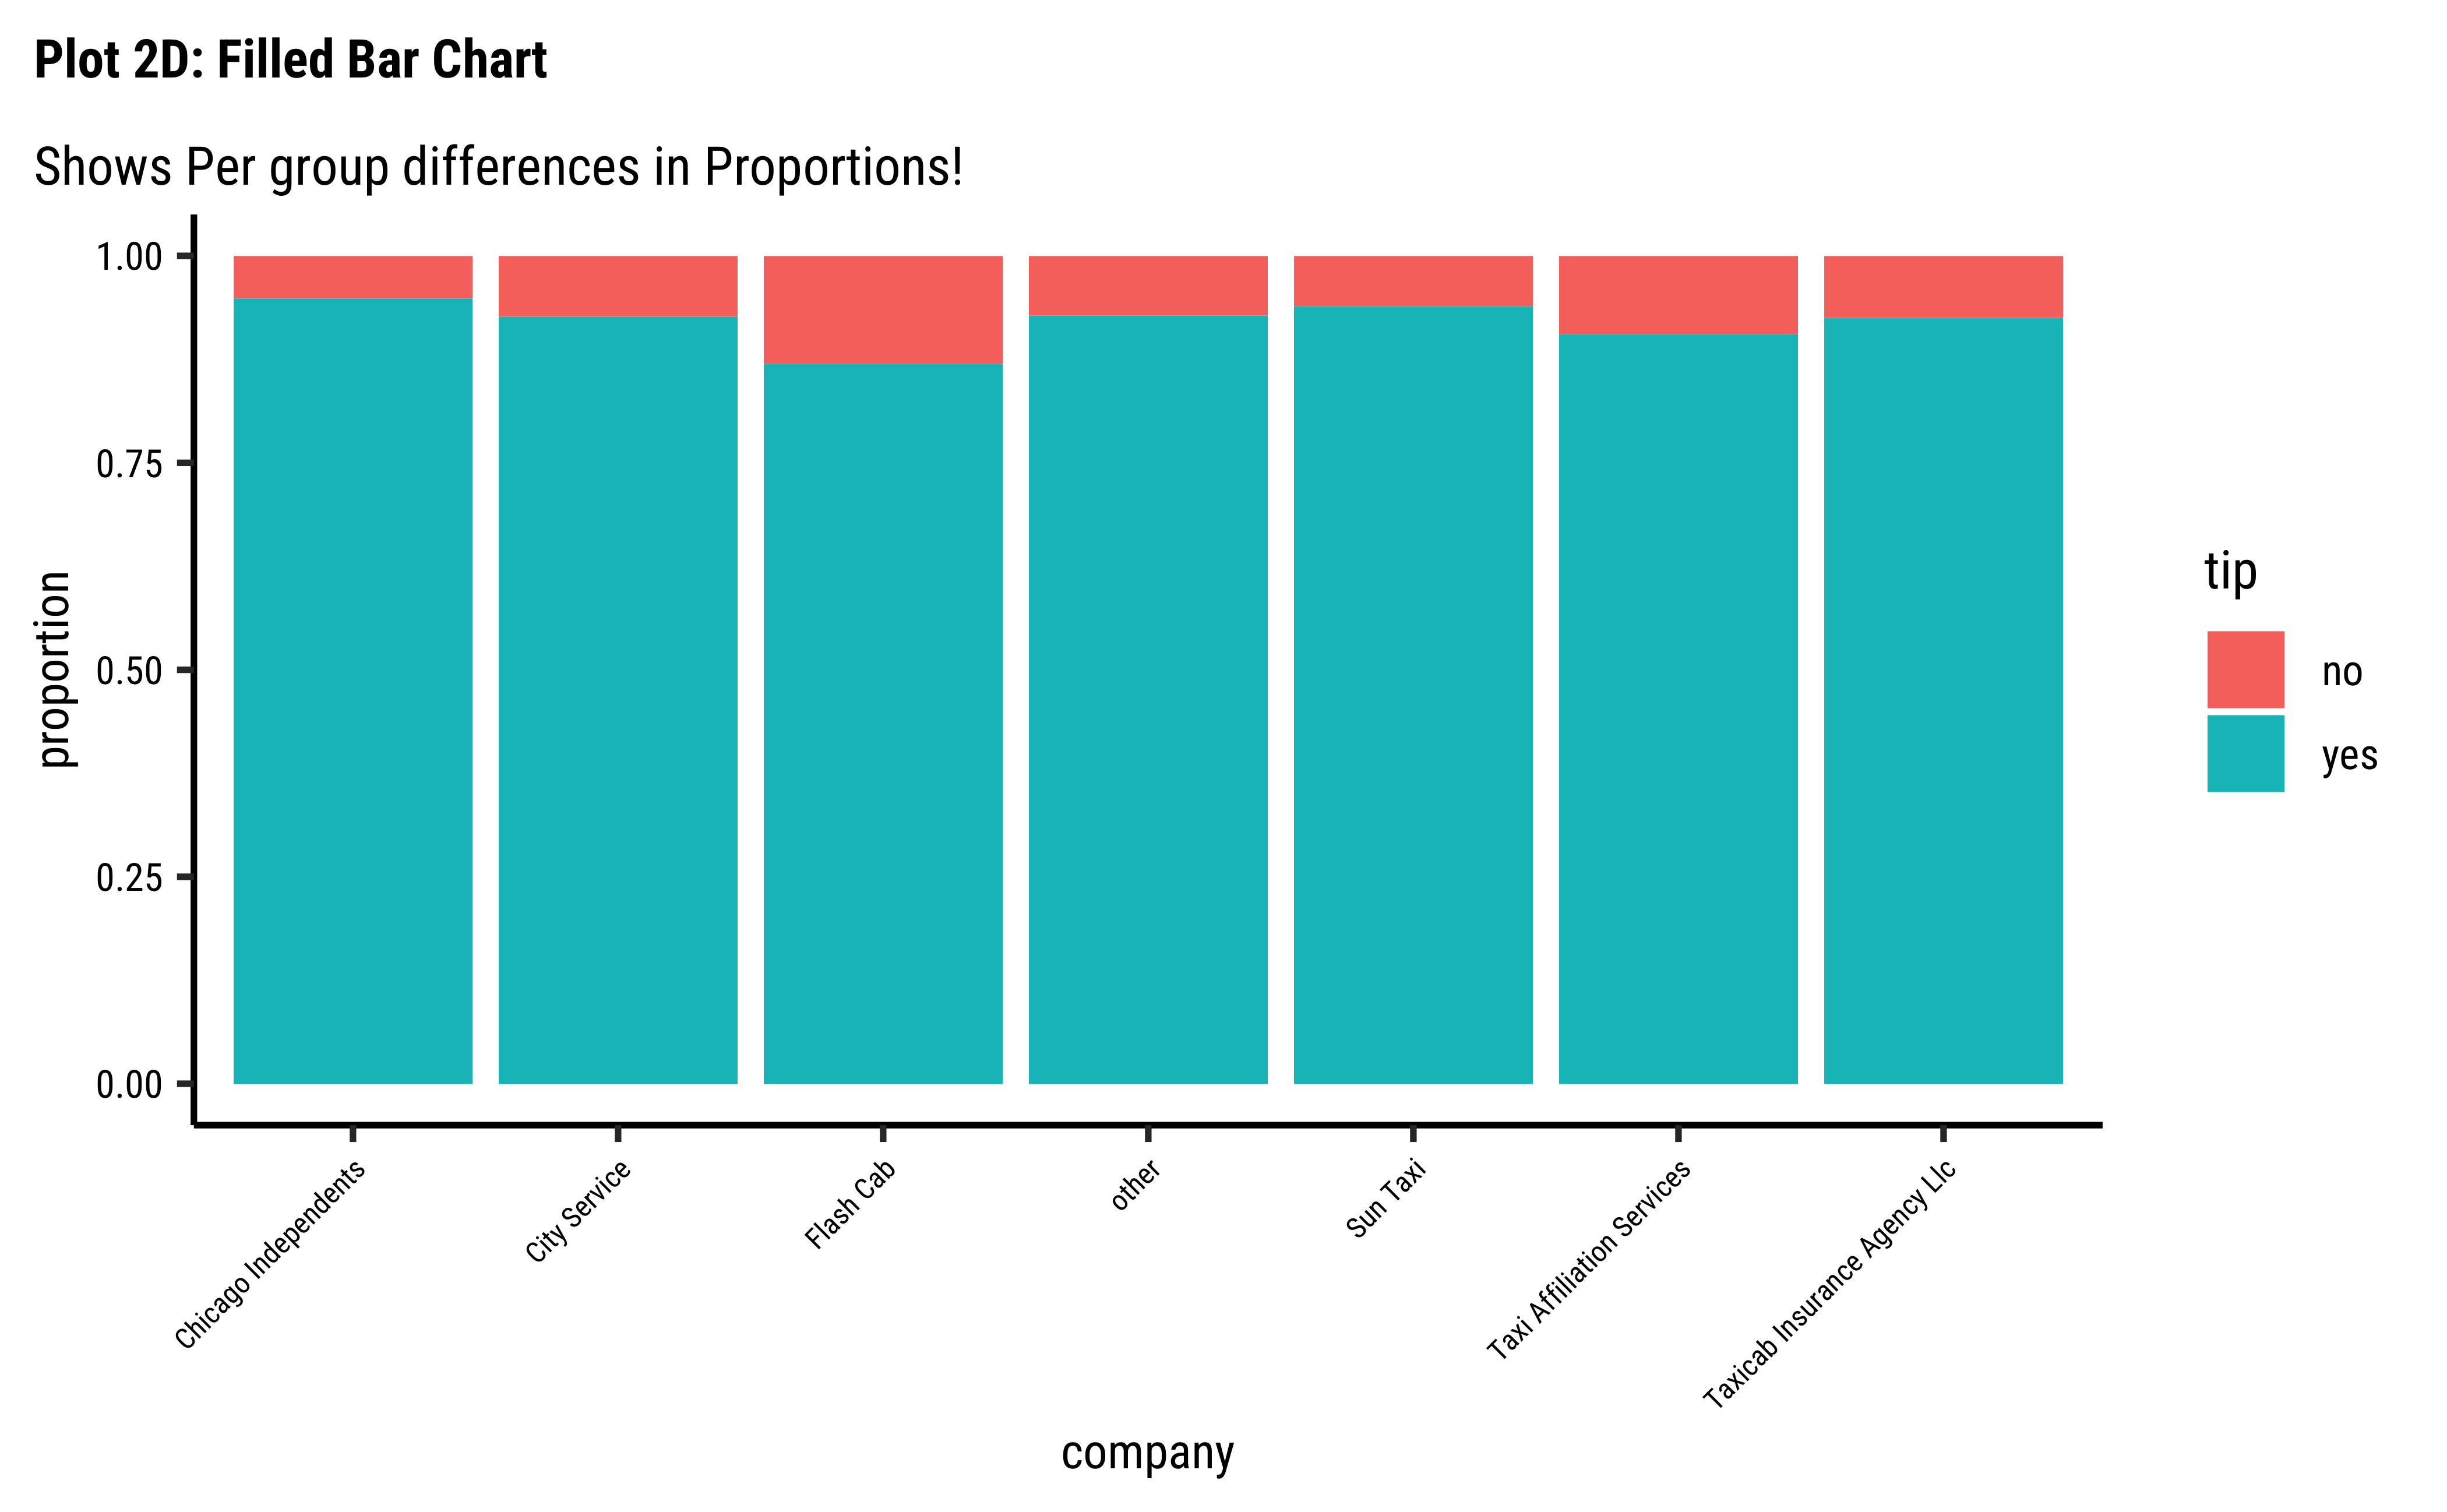 Plot 2D: Filled Bar Chart
Shows Per group differences in Proportions!
1.00
0.75
0.50
0.25
0.00
proportion
Chicago Independents
City Service
Flash Cab
other
Sun Taxi
Taxi Affiliation Services
Taxicab Insurance Agency Llc
company
tip
no
yes